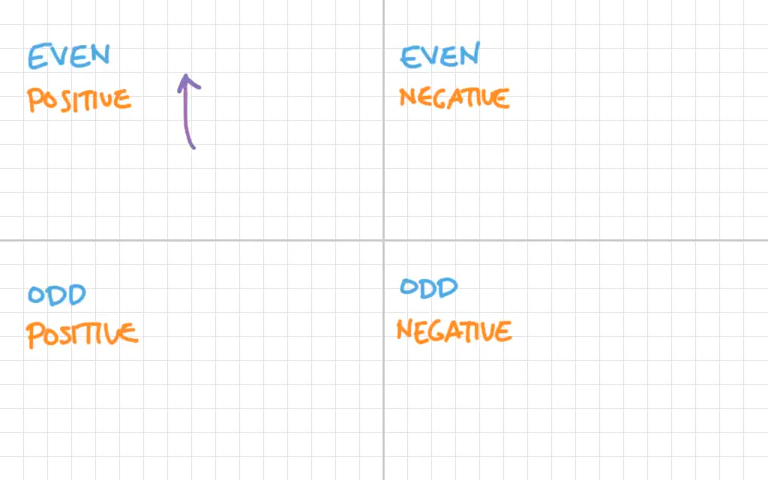 EVEN
POSITIVE
EVEN
NEGATIVE
ODD
POSITIVE
ODD
NEGATIVE